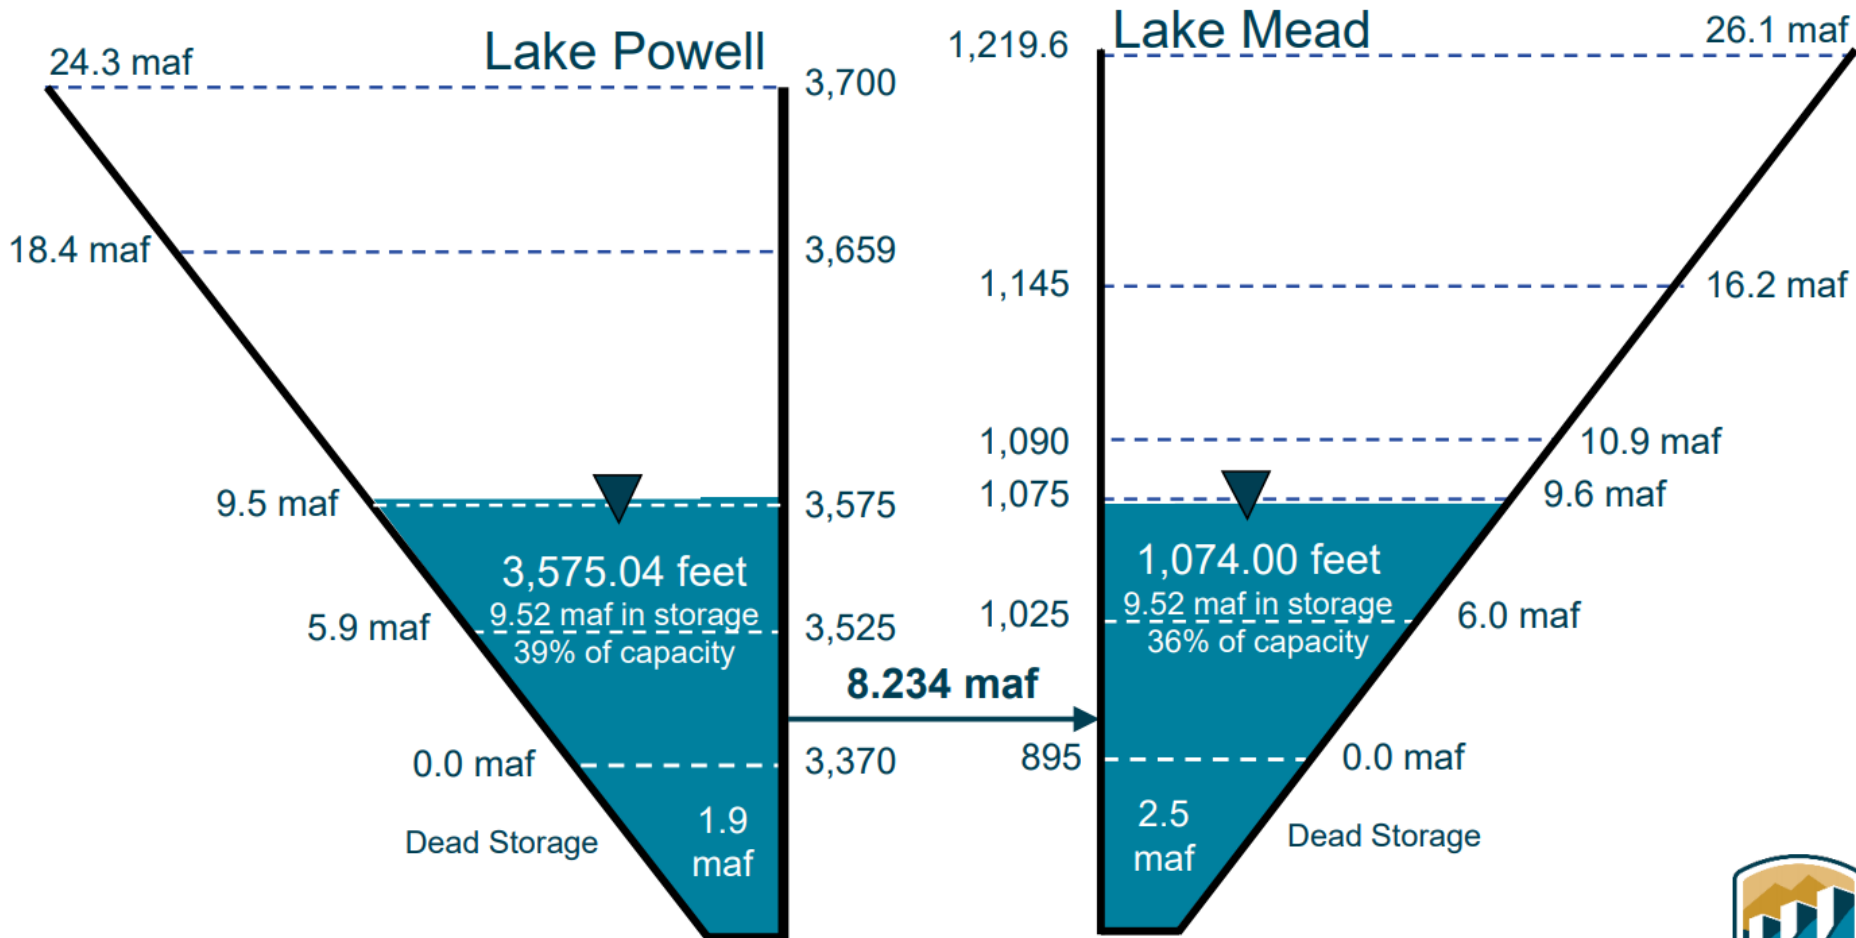 Lake Powell
24.3 maf
3,700
18.4 maf
3,659
9.5 maf
3,575
3,575.04 feet
9.52 maf in storage
5.9 maf
3,525
39% of capacity
8.234 maf
0.0 maf
3,370
1.9
maf
Dead Storage
Lake Mead
1,219.6
26.1 maf
1,145
16.2 maf
1,090
10.9 maf
1,075
9.6 maf
1,074.00 feet
9.52 maf in storage
1,025
6.0 maf
36% of capacity
895
0.0 maf
2.5
maf
Dead Storage